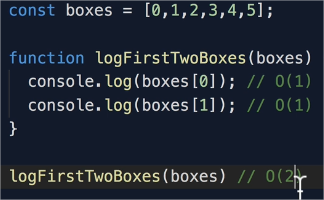 const boxes = [0,1,2,3,4,5];
function logFirstTwoBoxes(boxes)
console.log(boxes[0]); // O(1)
console.log(boxes[1]); // O(1)
}
logFirstTwoBoxes(boxes) // O(2)